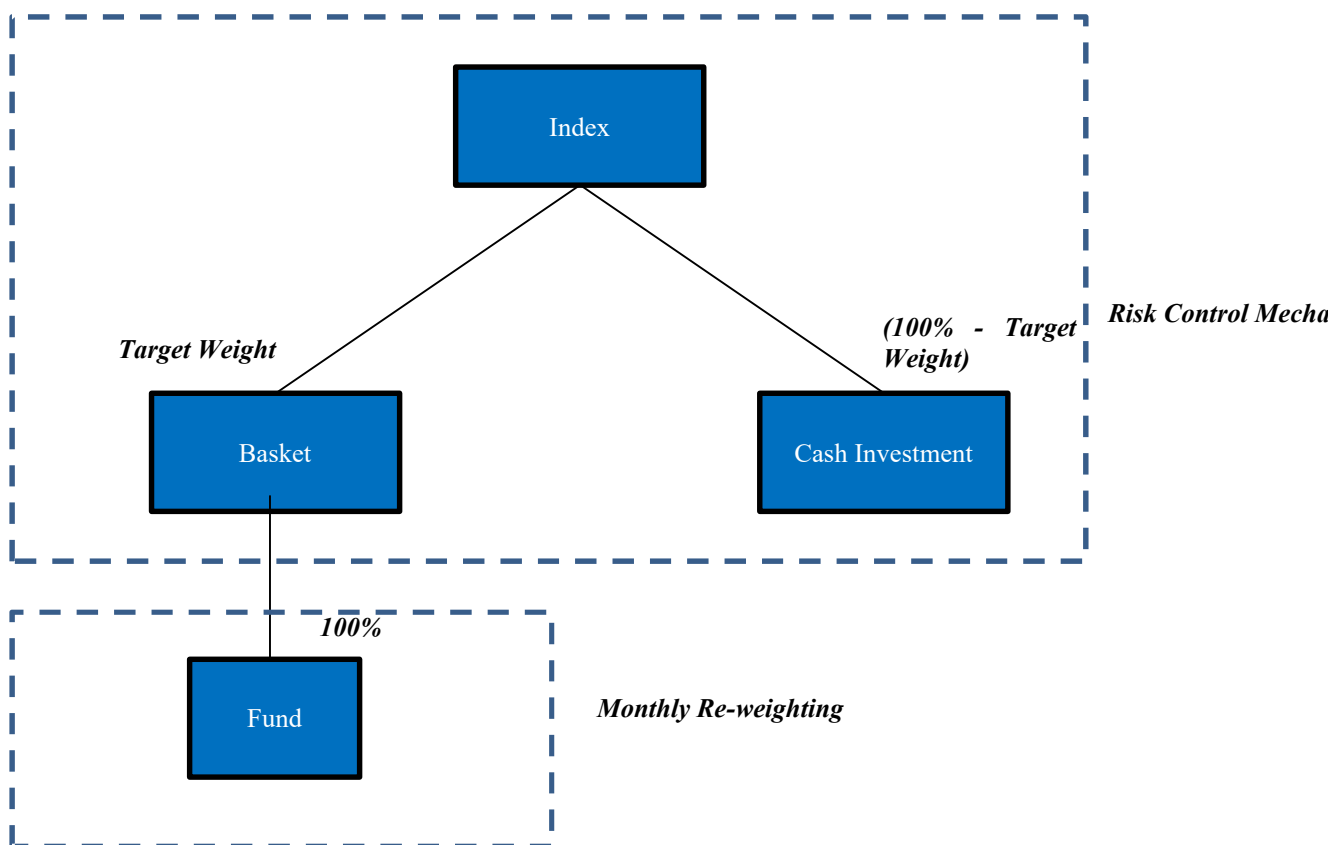 Index
(100% - Target
Weight)
Risk Control Mecha
Target Weight
Basket
Cash Investment
100%
Fund
Monthly Re-weighting